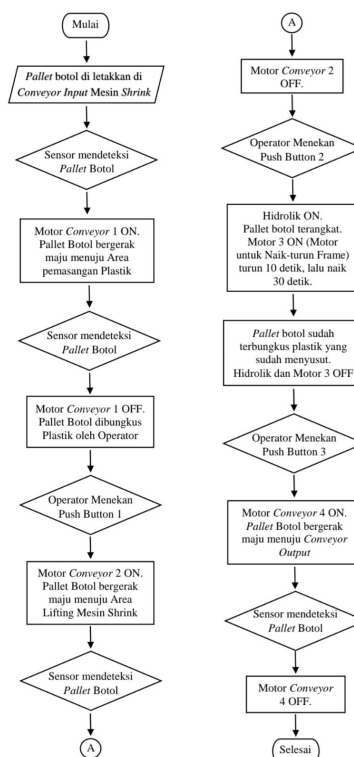 Mulai
Pallet botol di letakkan di
Conveyor Input Mesin Shrink
Sensor mendeteksi
Pallet Botol
Motor Conveyor 1 ON.
Pallet Botol bergerak
maju menuju Area
pemasangan Plastik
Sensor mendeteksi
Pallet Botol
Motor Conveyor 1 OFF.
Pallet Botol dibungkus
Plastik oleh Operator
Operator Menekan
Push Button 1
Motor Conveyor 2 ON.
Pallet Botol bergerak
maju menuju Area
Lifting Mesin Shrink
Sensor mendeteksi
Pallet Botol
A
A
Motor Conveyor 2
OFF.
Operator Menekan
Push Button 2
Hidrolik ON.
Pallet botol terangkat.
Motor 3 ON (Motor
untuk Naik-turun Frame)
turun 10 detik, lalu naik
30 detik.
Pallet botol sudah
terbungkus plastik yang
sudah menyusut.
Hidrolik dan Motor 3 OFF
Operator Menekan
Push Button 3
Motor Conveyor 4 ON.
Pallet Botol bergerak
maju menuju Conveyor
Output
Sensor mendeteksi
Pallet Botol
Motor Conveyor
4 OFF.
Selesai